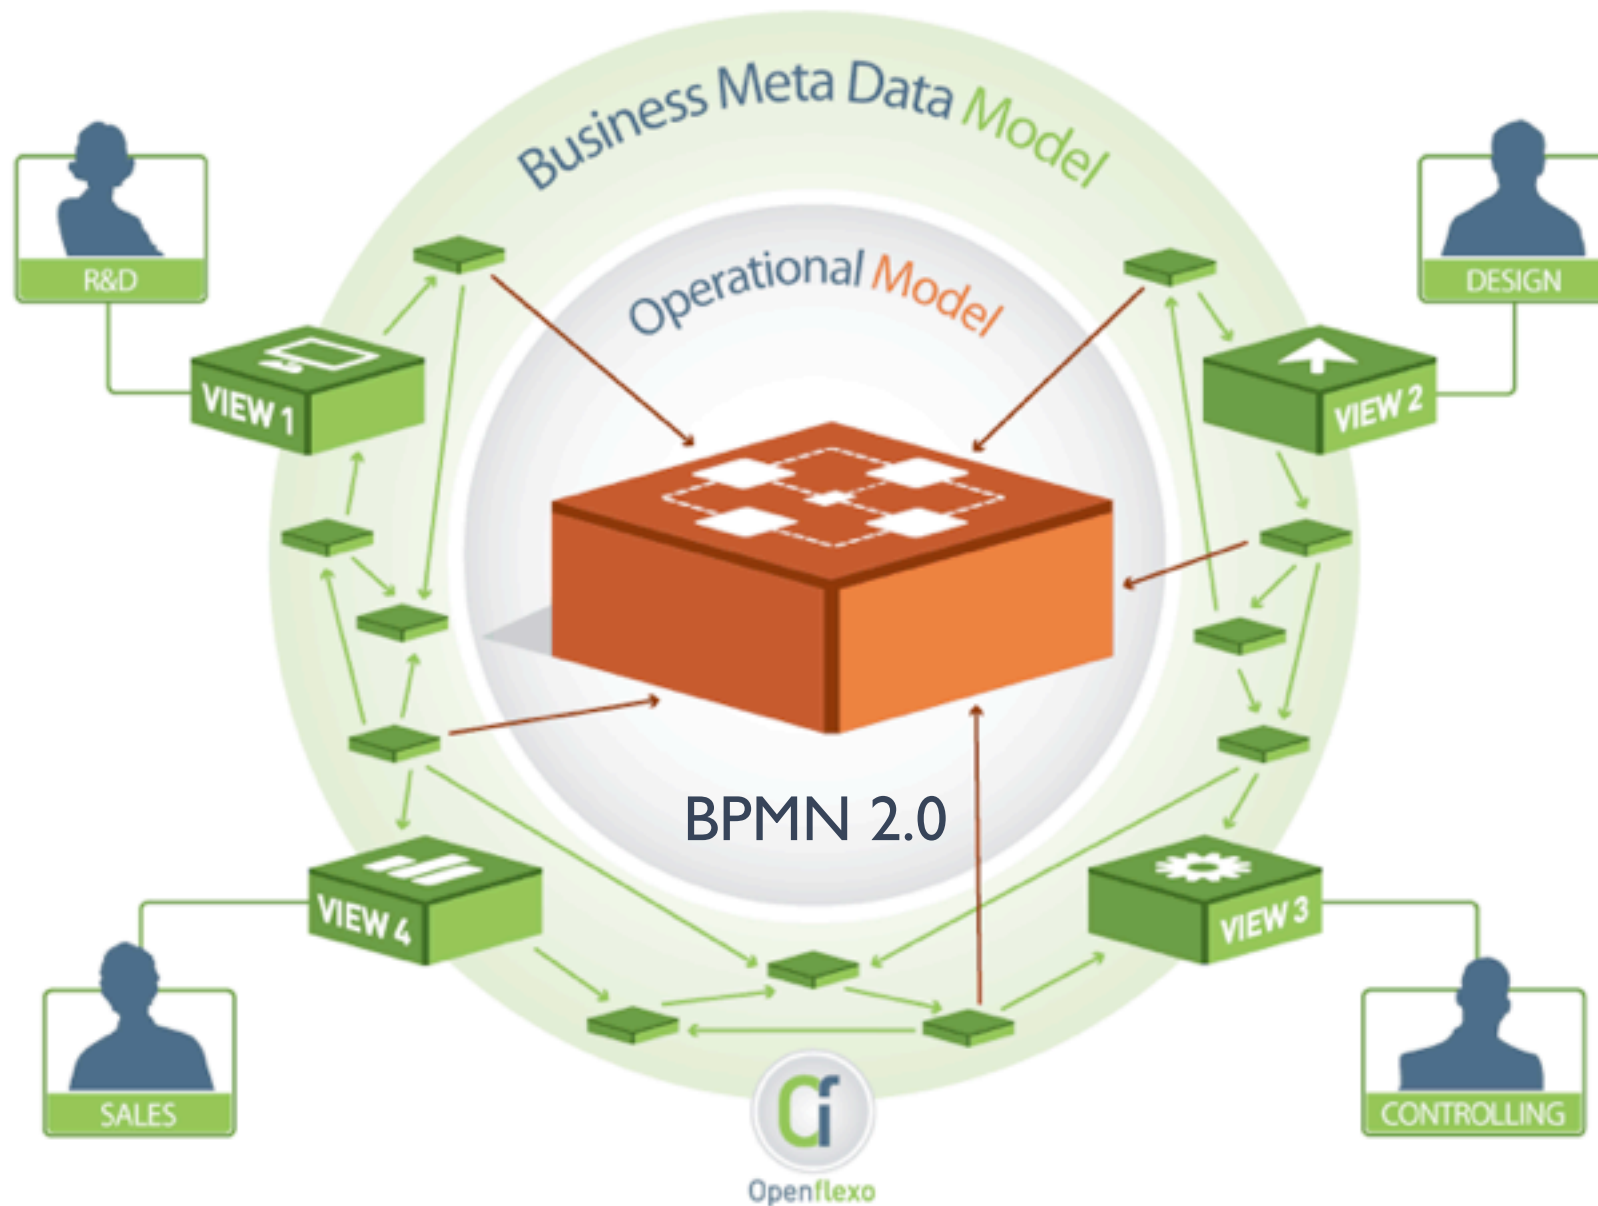 Business Meta Data Model
Operational Model
R&D
DESIGN
VIEW 1
VIEW 2
BPMN 2.0
VIEW 4
VIEW 3
SALES
CONTROLLING
Openflexo